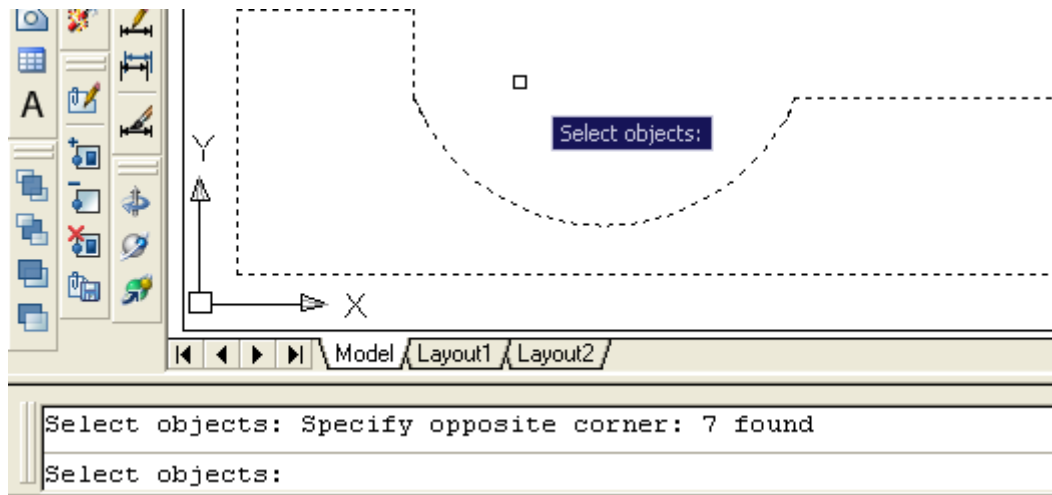 A
Select objects:
Y
X
Model Layout1 Layout2
Select objects: Specify opposite corner: 7 found
Select objects: